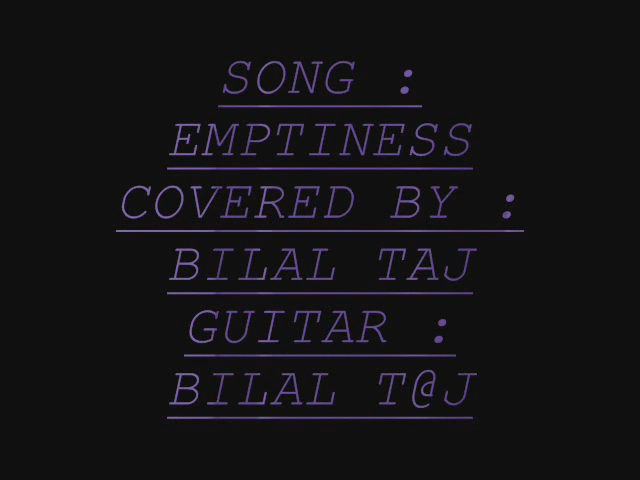 SONG :
EMPTINESS
COVERED BY :
BILAL TAJ
GUITAR :
BILAL T@J